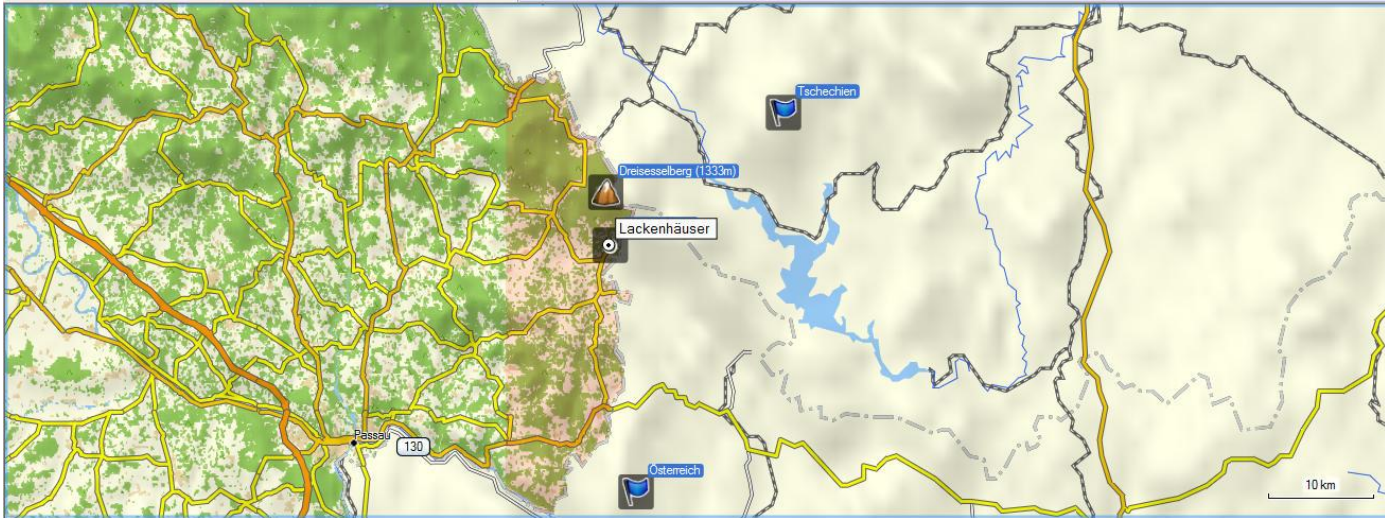 Tschechien
Dreisesselberg (1333m)
Lackenhäuser
Passau
130
Österreich
10 km